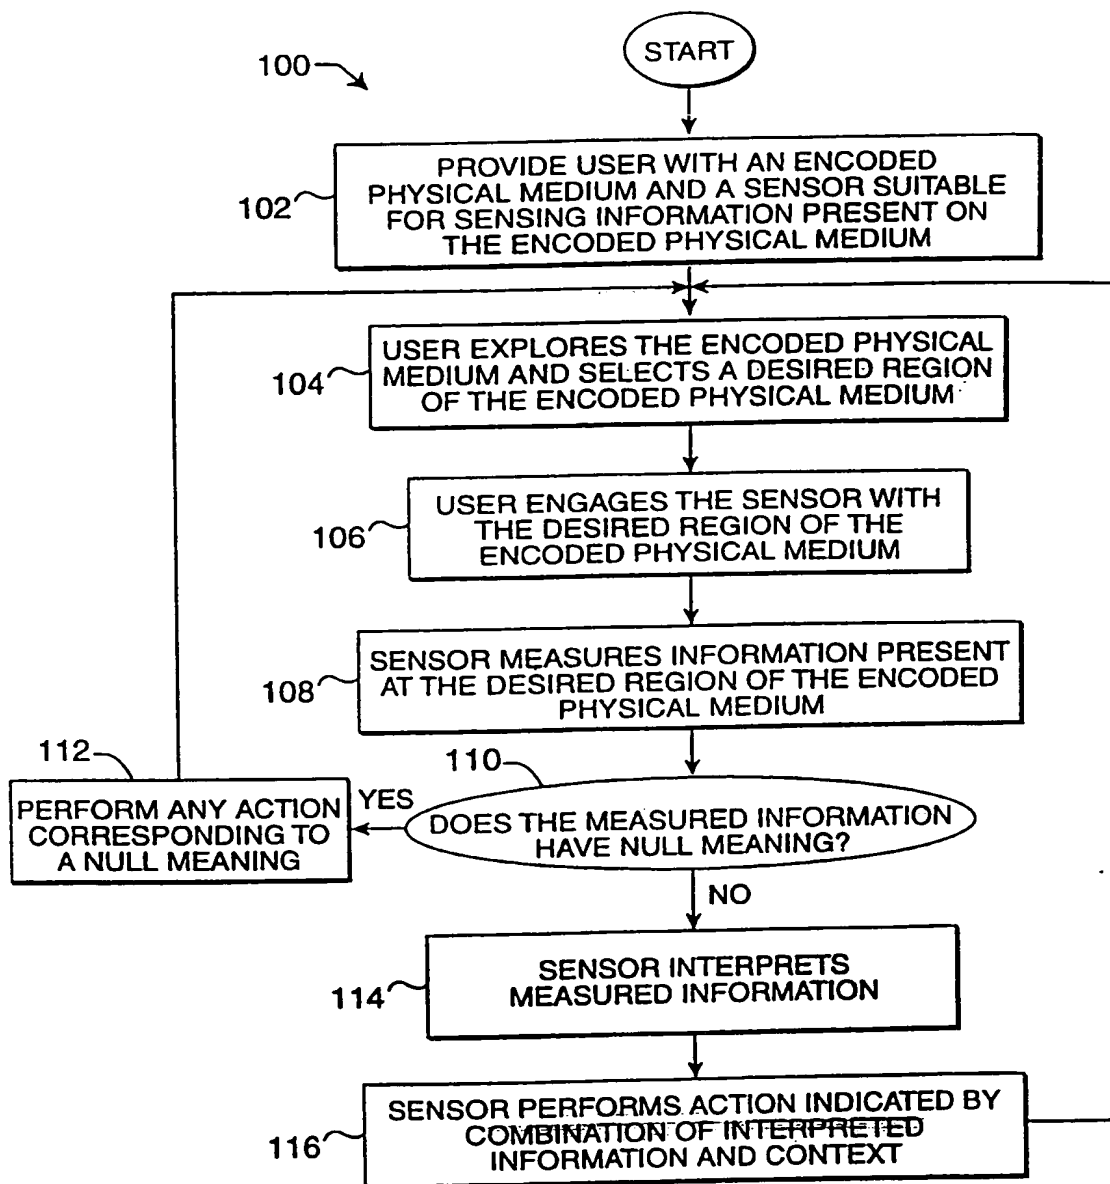 START
100
PROVIDE USER WITH AN ENCODED
PHYSICAL MEDIUM AND A SENSOR SUITABLE
FOR SENSING INFORMATION PRESENT ON
THE ENCODED PHYSICAL MEDIUM
102
USER EXPLORES THE ENCODED PHYSICAL
MEDIUM AND SELECTS A DESIRED REGION
OF THE ENCODED PHYSICAL MEDIUM
104
USER ENGAGES THE SENSOR WITH
THE DESIRED REGION OF THE
ENCODED PHYSICAL MEDIUM
106
SENSOR MEASURES INFORMATION PRESENT
AT THE DESIRED REGION OF THE ENCODED
PHYSICAL MEDIUM
108
110
DOES THE MEASURED INFORMATION
HAVE NULL MEANING?
YES
112
PERFORM ANY ACTION
CORRESPONDING TO
A NULL MEANING
NO
SENSOR INTERPRETS
MEASURED INFORMATION
114
SENSOR PERFORMS ACTION INDICATED BY
COMBINATION OF INTERPRETED
INFORMATION AND CONTEXT
116